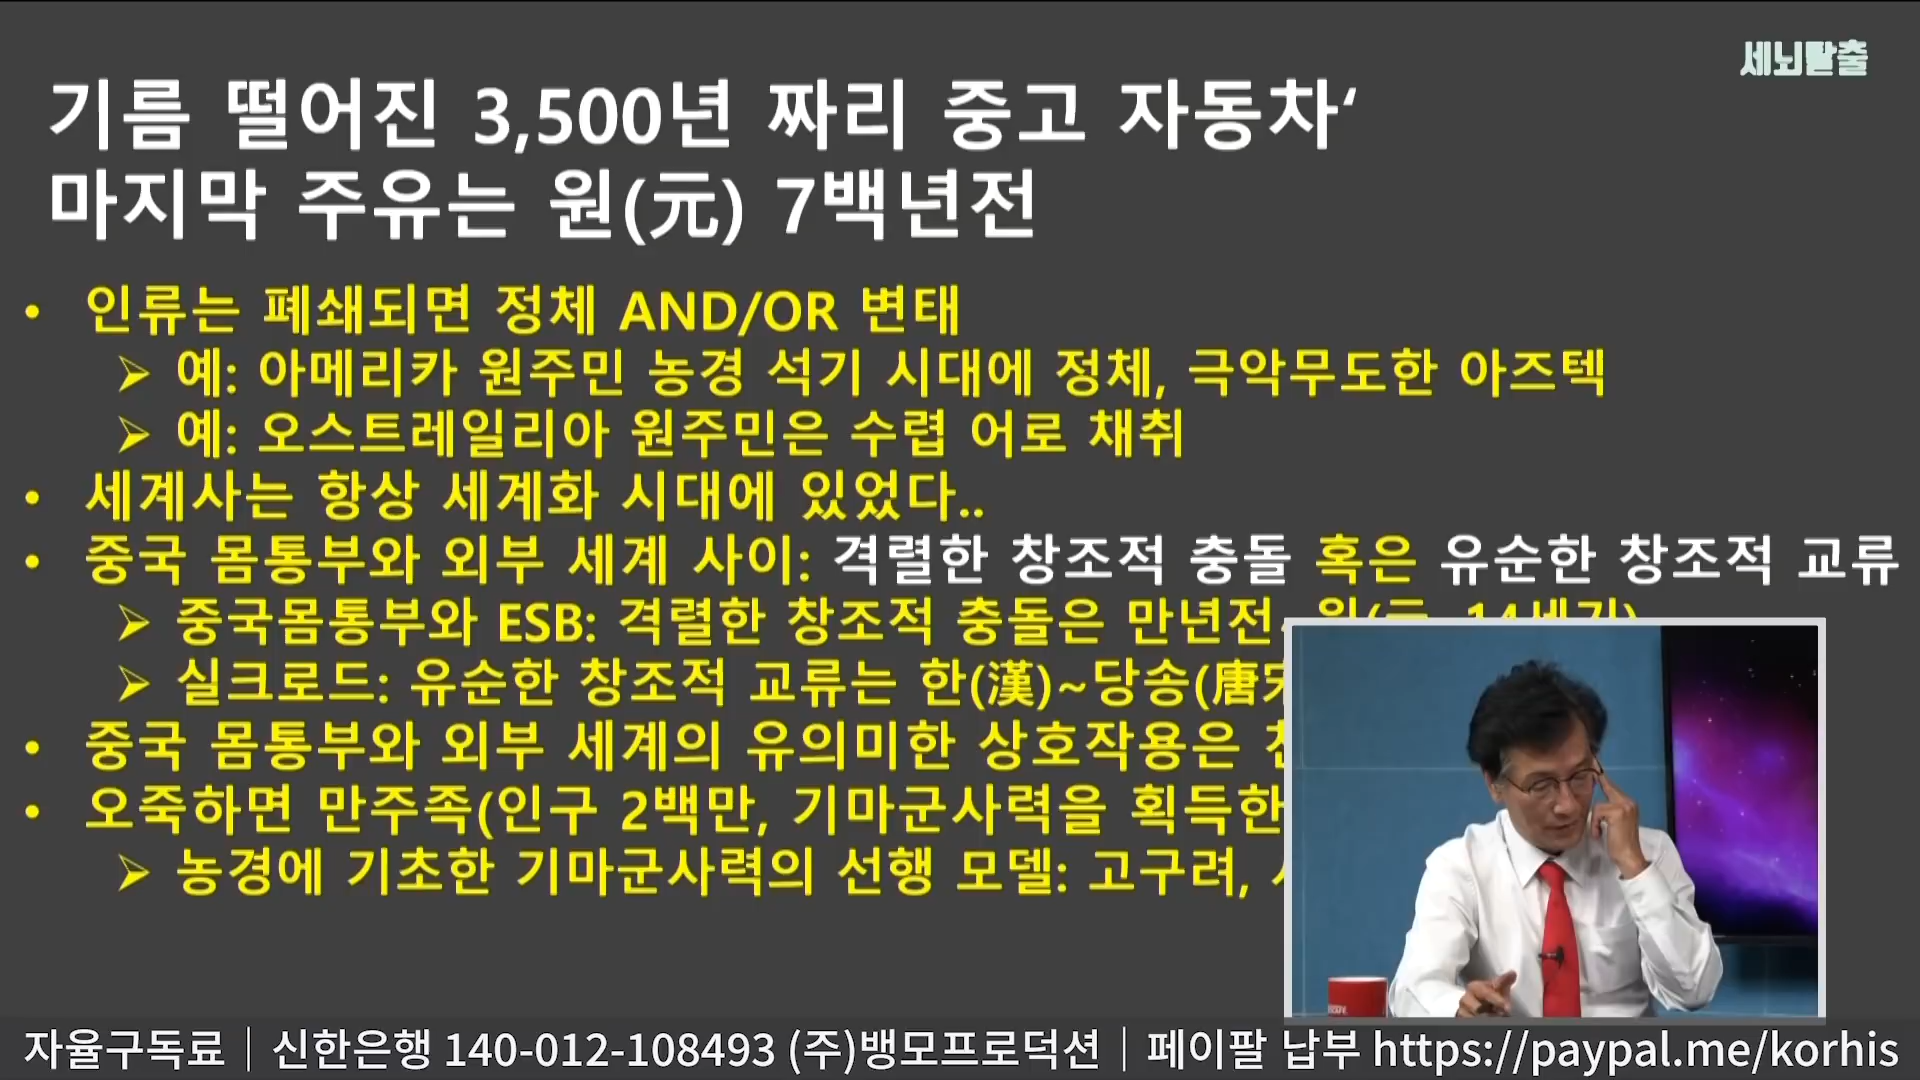 세뇌탈출
기름 떨어진 3,500년 짜리 중고 자동차‘
마지막 주유는 원(元) 7백년전
• 인류는 폐쇄되면 정체 AND/OR 변태
➢ 예: 아메리카 원주민 농경 석기 시대에 정체, 극악무도한 아즈텍
➢ 예: 오스트레일리아 원주민은 수렵 어로 채취
• 세계사는 항상 세계화 시대에 있었다..
• 중국 몸통부와 외부 세계 사이: 격렬한 창조적 충돌 혹은 유순한 창조적 교류
➢ 중국몸통부와 ESB: 격렬한 창조적 충돌은 만년전
➢ 실크로드: 유순한 창조적 교류는 한(漢)~당송(唐
• 중국 몸통부와 외부 세계의 유의미한 상호작용은
• 오죽하면 만주족(인구 2백만, 기마군사력을 획득한
➢ 농경에 기초한 기마군사력의 선행 모델: 고구려,
자율구독료｜신한은행 140-012-108493 (주)뱅모프로덕션｜페이팔 납부 https://paypal.me/korhis